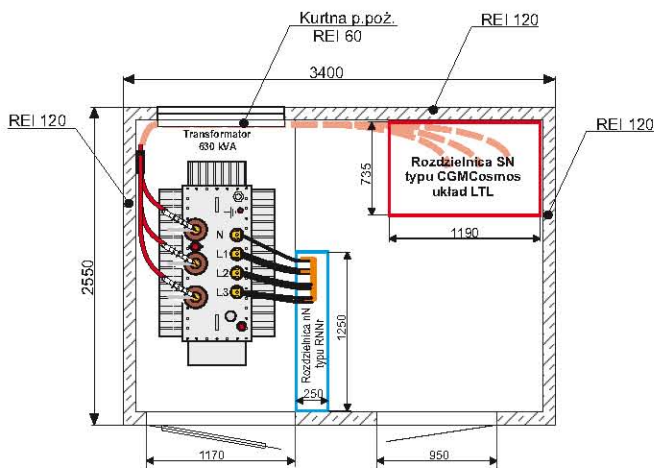 Kurtna p.poż.
REI 60
REI 120
3400
REI 120
REI 120
Transformator
630 kVA
Rozdzielnica SN
typu CGMCosmos
układ LTL
735
1190
2550
N
L1
L2
L3
Rozdzielnica nN
typu RNNr
1250
250
1170
950